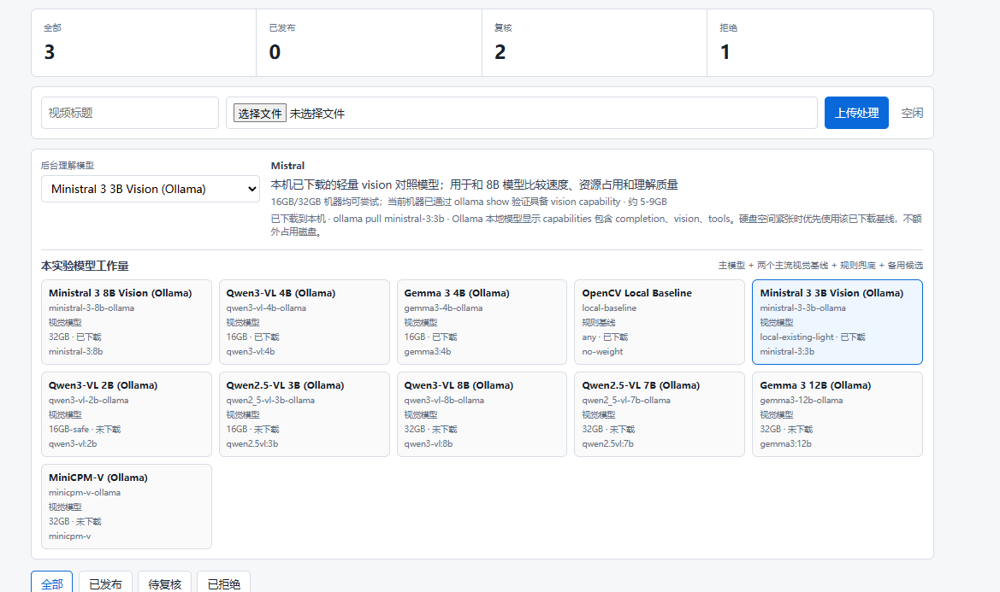 全部
3
已发布
0
复核
2
拒绝
1
视频标题
选择文件 未选择文件
上传处理
空闲
后台理解模型
Ministral 3 3B Vision (Ollama)
Mistral
本机已下载的轻量 vision 对照模型；用于和 8B 模型比较速度、资源占用和理解质量
16GB/32GB 机器均可尝试；当前机器已通过 ollama show 验证具备 vision capability · 约 5-9GB
已下载到本机 · ollama pull ministral-3:3b · Ollama 本地模型显示 capabilities 包含 completion、vision、tools。硬盘空间紧张时优先使用该已下载基线，不额
外占用磁盘。
本实验模型工作量
主模型 + 两个主流视觉基线 + 规则兜底 + 备用候选
Ministral 3 8B Vision (Ollama)
ministral-3-8b-ollama
视觉模型
32GB · 已下载
ministral-3:8b
Qwen3-VL 4B (Ollama)
qwen3-vl-4b-ollama
视觉模型
16GB · 已下载
qwen3-vl:4b
Gemma 3 4B (Ollama)
gemma3-4b-ollama
视觉模型
16GB · 已下载
gemma3:4b
OpenCV Local Baseline
local-baseline
规则基线
any · 已下载
no-weight
Ministral 3 3B Vision (Ollama)
ministral-3-3b-ollama
视觉模型
local-existing-light · 已下载
ministral-3:3b
Qwen3-VL 2B (Ollama)
qwen3-vl-2b-ollama
视觉模型
16GB-safe · 未下载
qwen3-vl:2b
Qwen2.5-VL 3B (Ollama)
qwen2_5-vl-3b-ollama
视觉模型
16GB · 未下载
qwen2.5vl:3b
Qwen3-VL 8B (Ollama)
qwen3-vl-8b-ollama
视觉模型
32GB · 未下载
qwen3-vl:8b
Qwen2.5-VL 7B (Ollama)
qwen2_5-vl-7b-ollama
视觉模型
32GB · 未下载
qwen2.5vl:7b
Gemma 3 12B (Ollama)
gemma3-12b-ollama
视觉模型
32GB · 未下载
gemma3:12b
MiniCPM-V (Ollama)
minicpm-v-ollama
视觉模型
32GB · 未下载
minicpm-v
全部
已发布
待复核
已拒绝